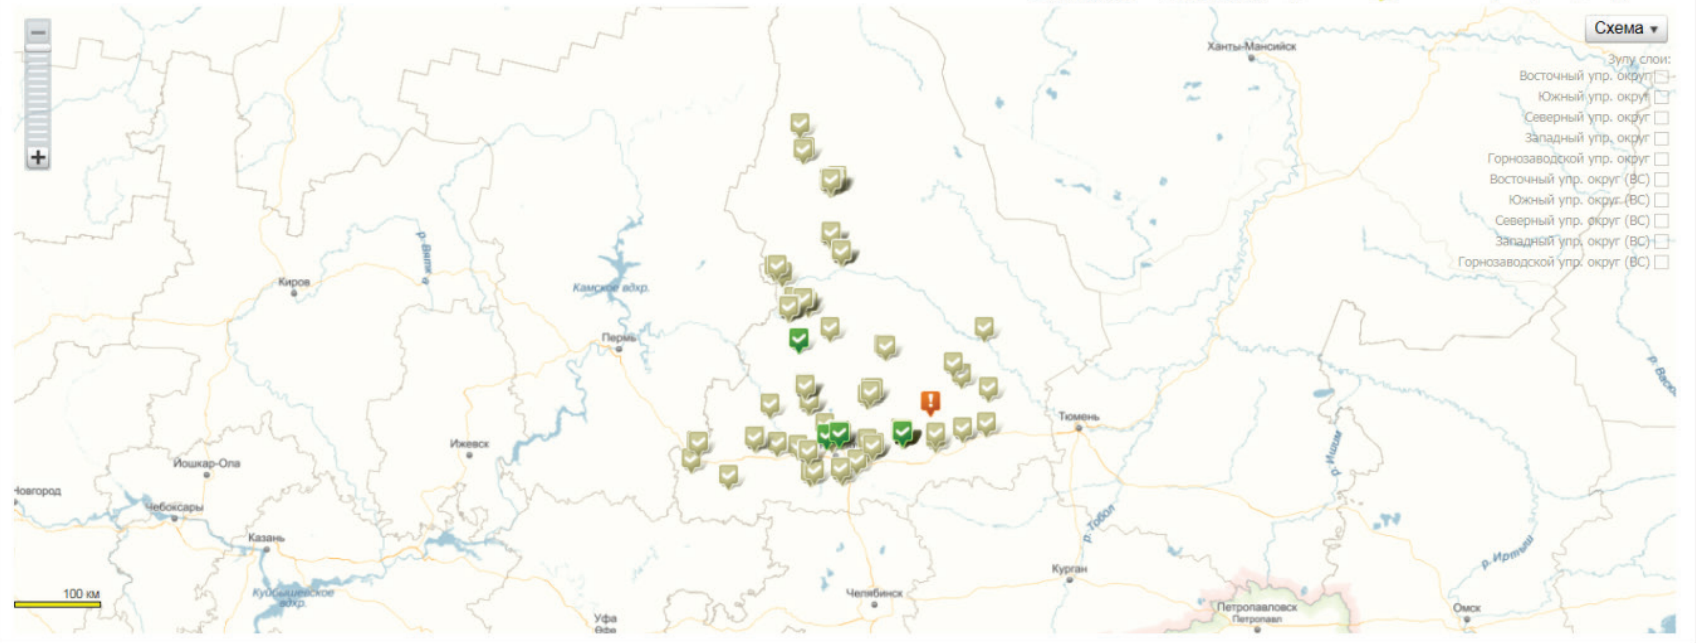 Схема ▼
Ханты-Мансийск
Зулу слои:
Восточный упр. округ
Южный упр. округ
Северный упр. округ
Западный упр. округ
Горнозаводской упр. округ
Восточный упр. округ (ВС)
Южный упр. округ (ВС)
Северный упр. округ (ВС)
Западный упр. округ (ВС)
Горнозаводской упр. округ (ВС)
р. Вятка
Киров
Камское вдхр.
Пермь
Тюмень
Ижевск
р. Ишим
Йошкар-Ола
Новгород
Чебоксары
Казань
р. Тобол
р. Иртыш
Курган
100 км
Куйбышевское
вдхр.
Челябинск
Уфа
Өфө
Петропавловск
Петропавл
Омск